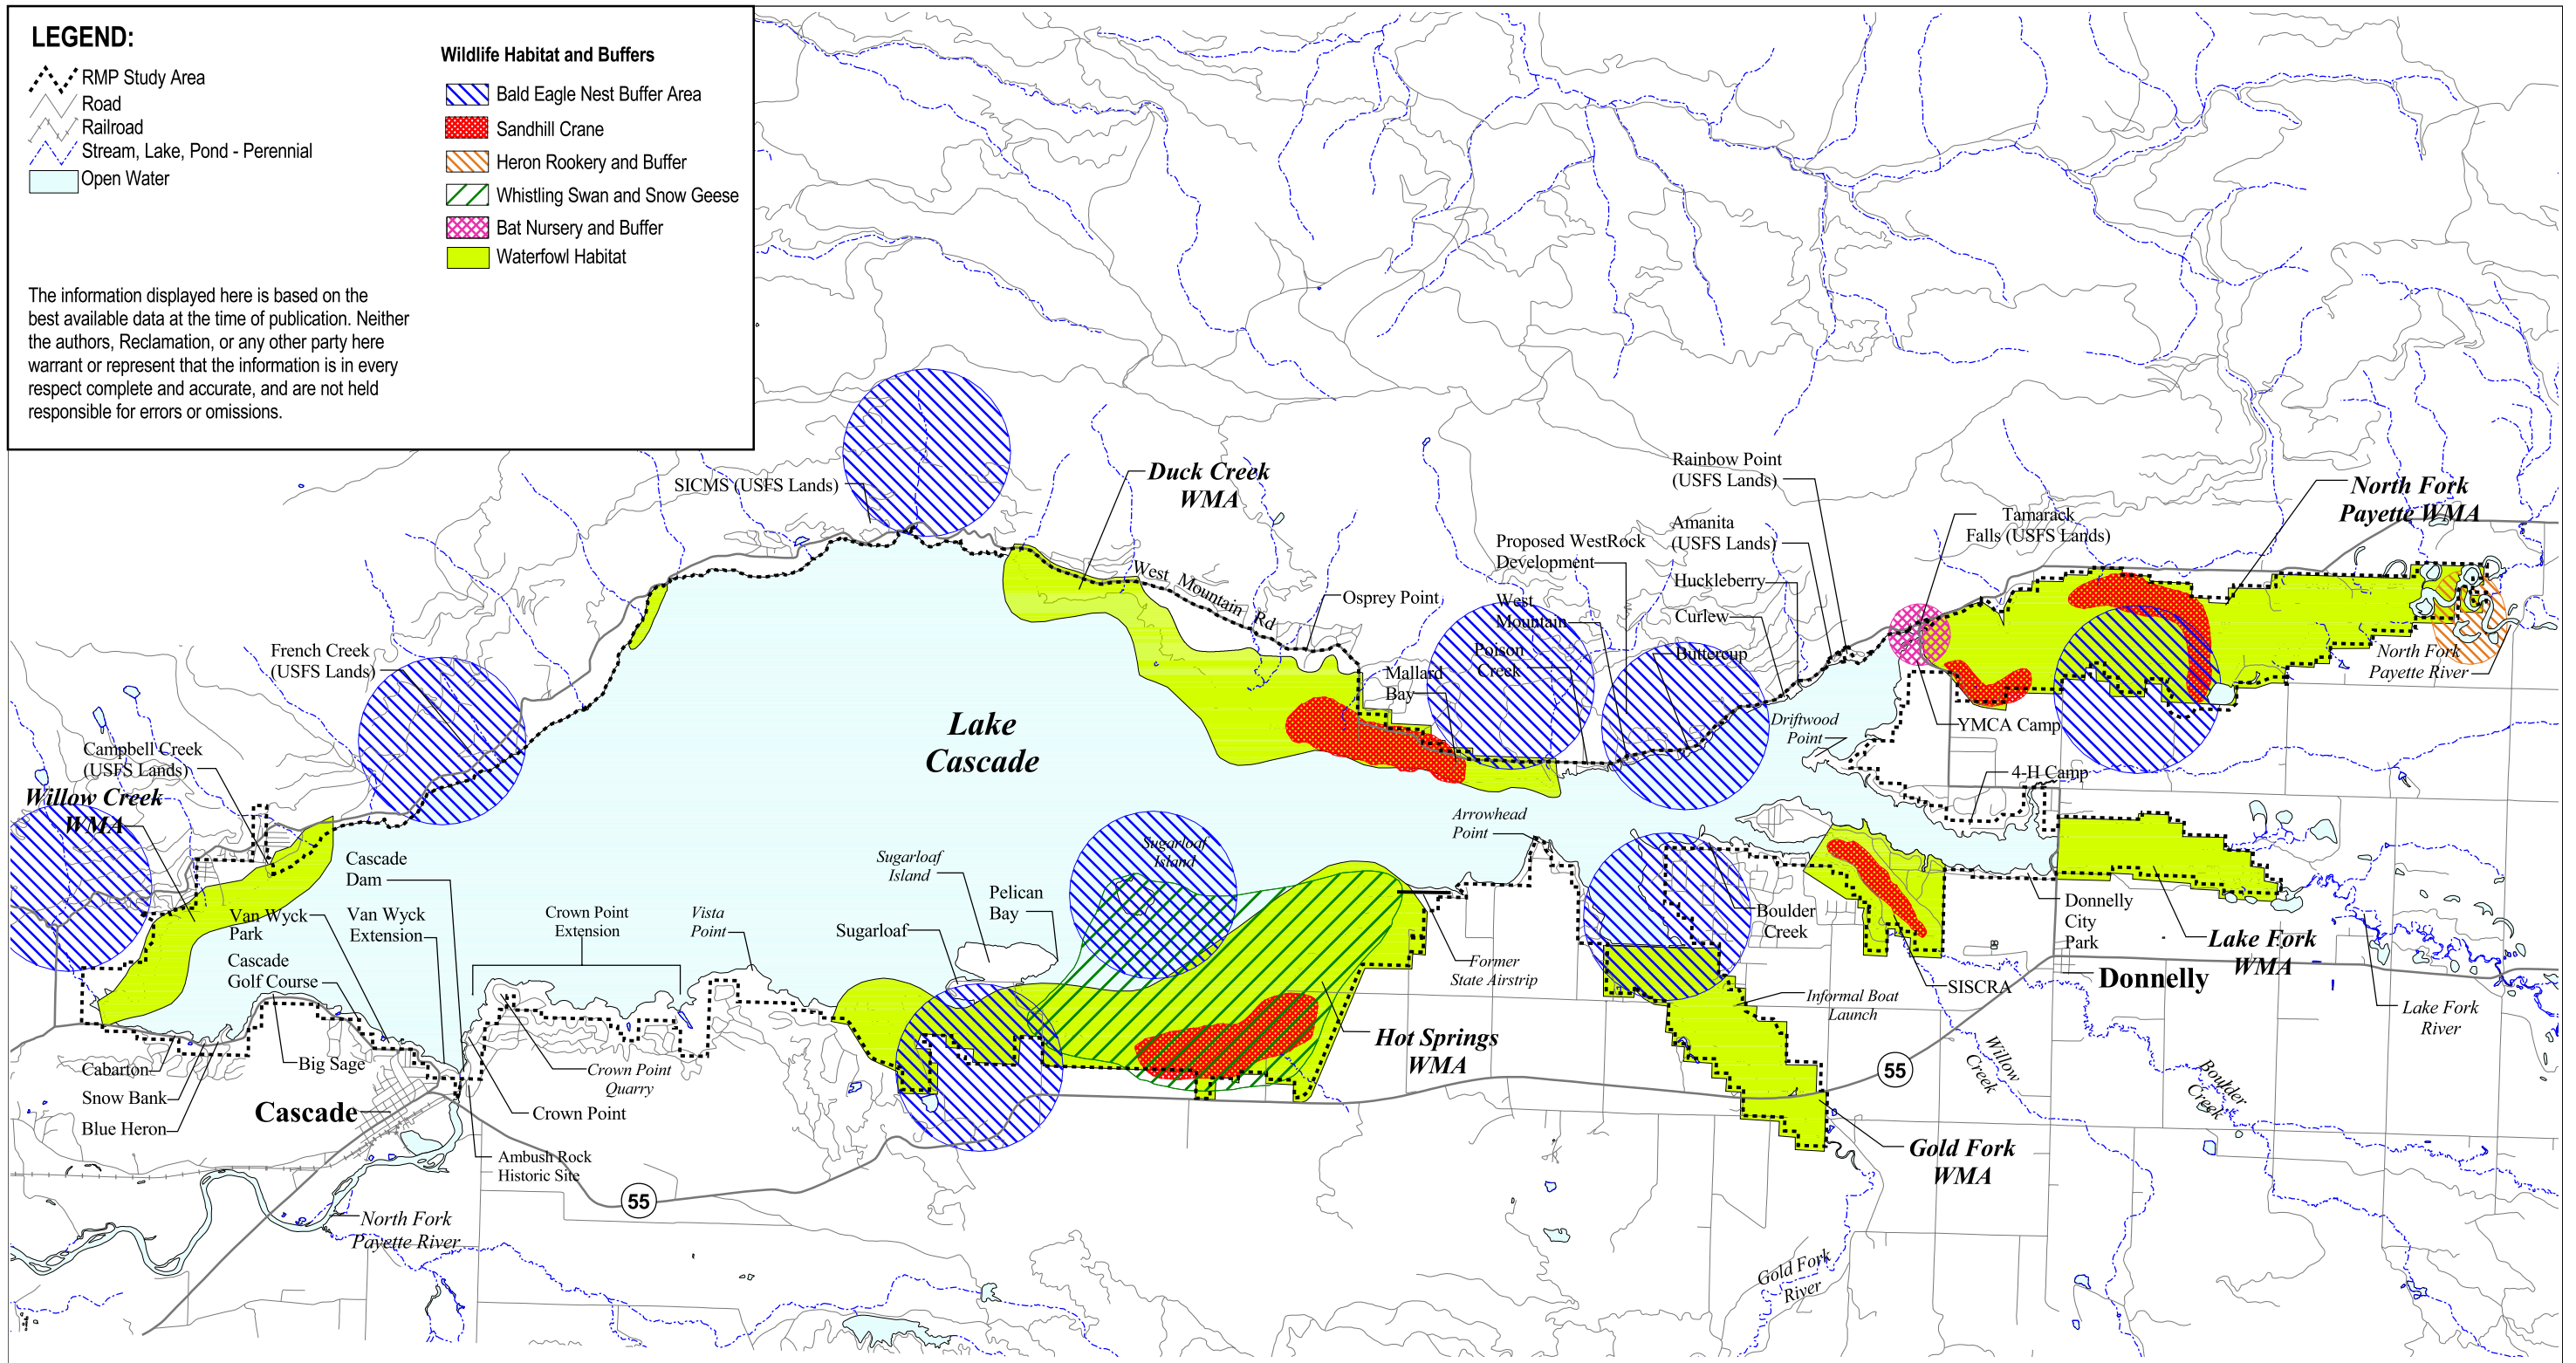 LEGEND:
RMP Study Area
Road
Railroad
Stream, Lake, Pond - Perennial
Open Water
Wildlife Habitat and Buffers
Bald Eagle Nest Buffer Area
Sandhill Crane
Heron Rookery and Buffer
Whistling Swan and Snow Geese
Bat Nursery and Buffer
Waterfowl Habitat
The information displayed here is based on the
best available data at the time of publication. Neither
the authors, Reclamation, or any other party here
warrant or represent that the information is in every
respect complete and accurate, and are not held
responsible for errors or omissions.
SICMS (USFS Lands)
Duck Creek
WMA
Rainbow Point
(USFS Lands)
North Fork
Payette WMA
Tamarack
Falls (USFS Lands)
Amanita
(USFS Lands)
Proposed WestRock
Development
Huckleberry
West Mountain Rd
Osprey Point
West
Mountain
Curlew
Buttercup
Poison
Creek
Mallard
Bay
French Creek
(USFS Lands)
North Fork
Payette River
Driftwood
Point
YMCA Camp
Lake
Cascade
Campbell Creek
(USFS Lands)
4-H Camp
Willow Creek
WMA
Arrowhead
Point
Sugarloaf
Island
Sugarloaf
Island
Cascade
Dam
Pelican
Bay
Van Wyck
Park
Van Wyck
Extension
Crown Point
Extension
Vista
Point
Sugarloaf
Boulder
Creek
Donnelly
City
Park
Lake Fork
WMA
Cascade
Golf Course
Former
State Airstrip
Donnelly
SISCRA
Informal Boat
Launch
Lake Fork
River
Hot Springs
WMA
Cabarton
Big Sage
Crown Point
Quarry
Snow Bank
Blue Heron
Cascade
Crown Point
55
Willow
Creek
Boulder
Creek
Gold Fork
WMA
Ambush Rock
Historic Site
55
North Fork
Payette River
Gold Fork
River